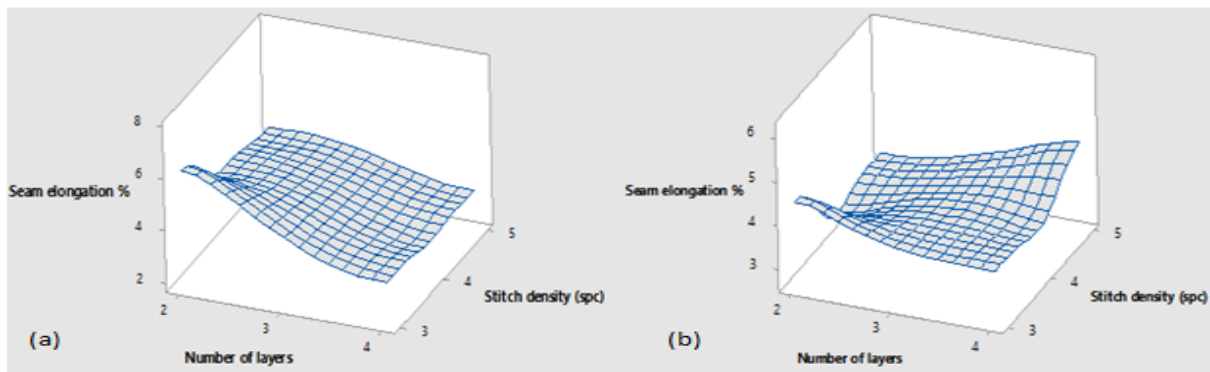 8
6
Seam elongation %
4
2
5
4
Stitch density (spc)
3
2
3
4
Number of layers
(a)
6
5
Seam elongation %
4
3
5
4
Stitch density (spc)
3
2
3
4
Number of layers
(b)